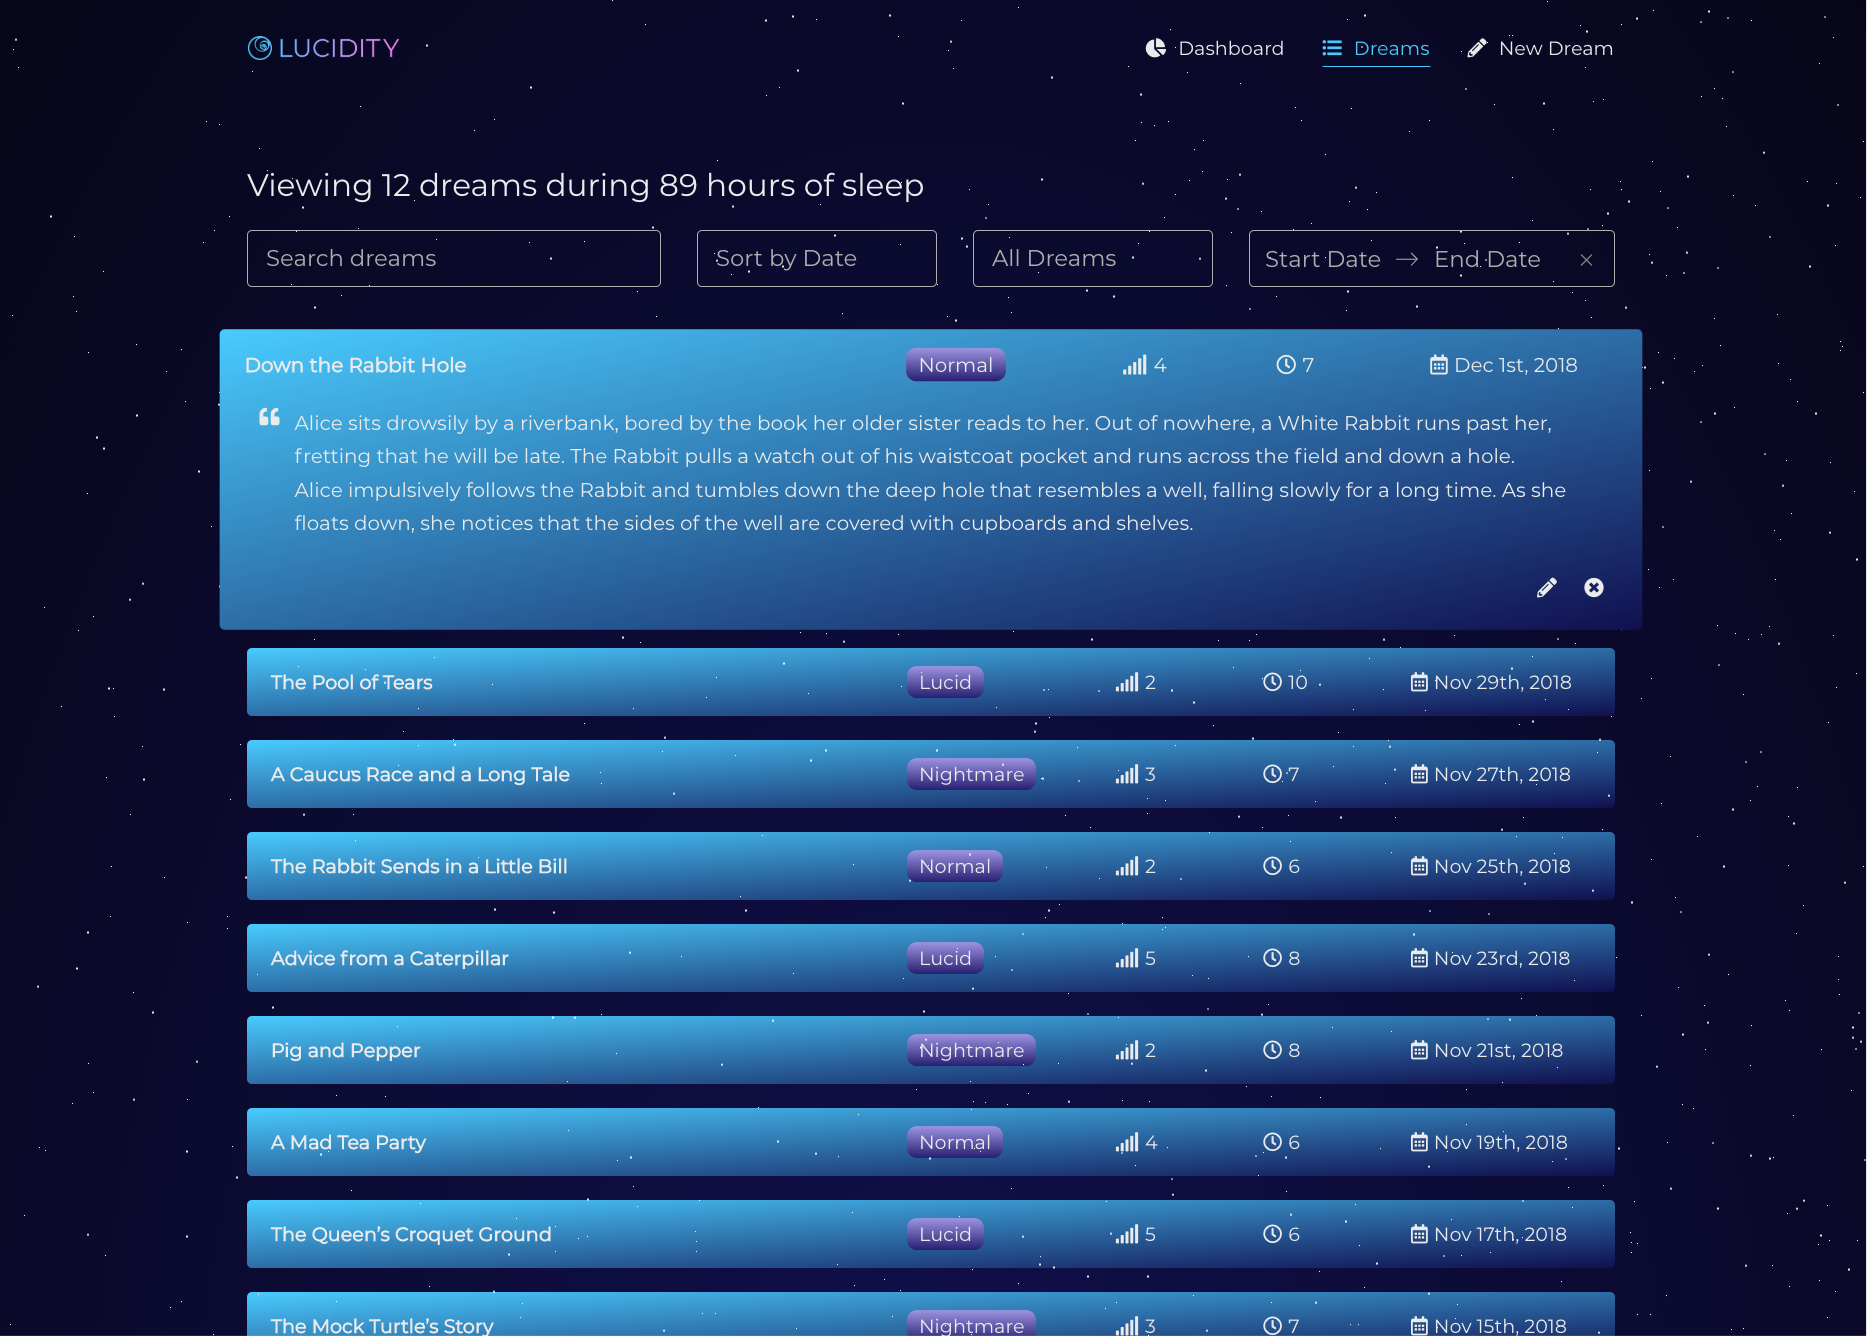 LUCIDITY
Dashboard
Dreams
New Dream
Viewing 12 dreams during 89 hours of sleep
Search dreams
Sort by Date
All Dreams
Start Date → End Date ×
Down the Rabbit Hole Normal 4 7 Dec 1st, 2018
“ Alice sits drowsily by a riverbank, bored by the book her older sister reads to her. Out of nowhere, a White Rabbit runs past her,
fretting that he will be late. The Rabbit pulls a watch out of his waistcoat pocket and runs across the field and down a hole.
Alice impulsively follows the Rabbit and tumbles down the deep hole that resembles a well, falling slowly for a long time. As she
floats down, she notices that the sides of the well are covered with cupboards and shelves.
The Pool of Tears Lucid 2 10 Nov 29th, 2018
A Caucus Race and a Long Tale Nightmare 3 7 Nov 27th, 2018
The Rabbit Sends in a Little Bill Normal 2 6 Nov 25th, 2018
Advice from a Caterpillar Lucid 5 8 Nov 23rd, 2018
Pig and Pepper Nightmare 2 8 Nov 21st, 2018
A Mad Tea Party Normal 4 6 Nov 19th, 2018
The Queen’s Croquet Ground Lucid 5 6 Nov 17th, 2018
The Mock Turtle’s Story Nightmare 3 7 Nov 15th, 2018